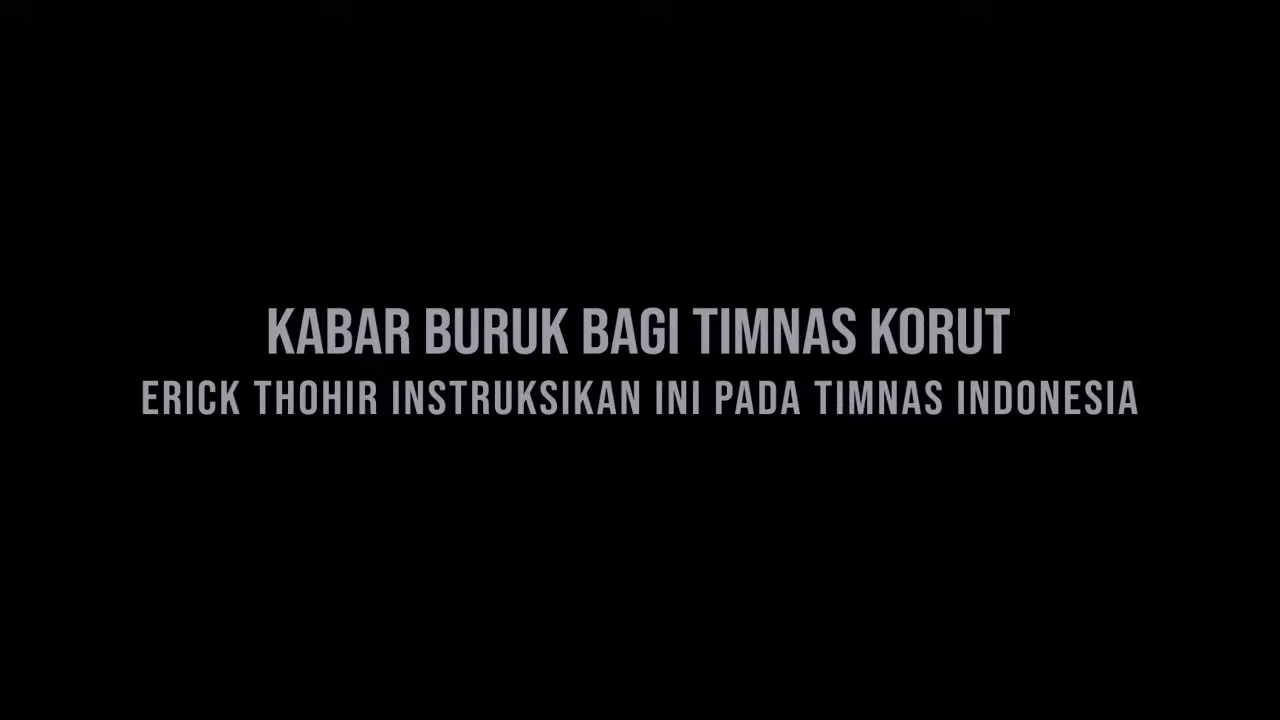 KABAR BURUK BAGI TIMNAS KORUT
ERICK THOHIR INSTRUKSIKAN INI PADA TIMNAS INDONESIA